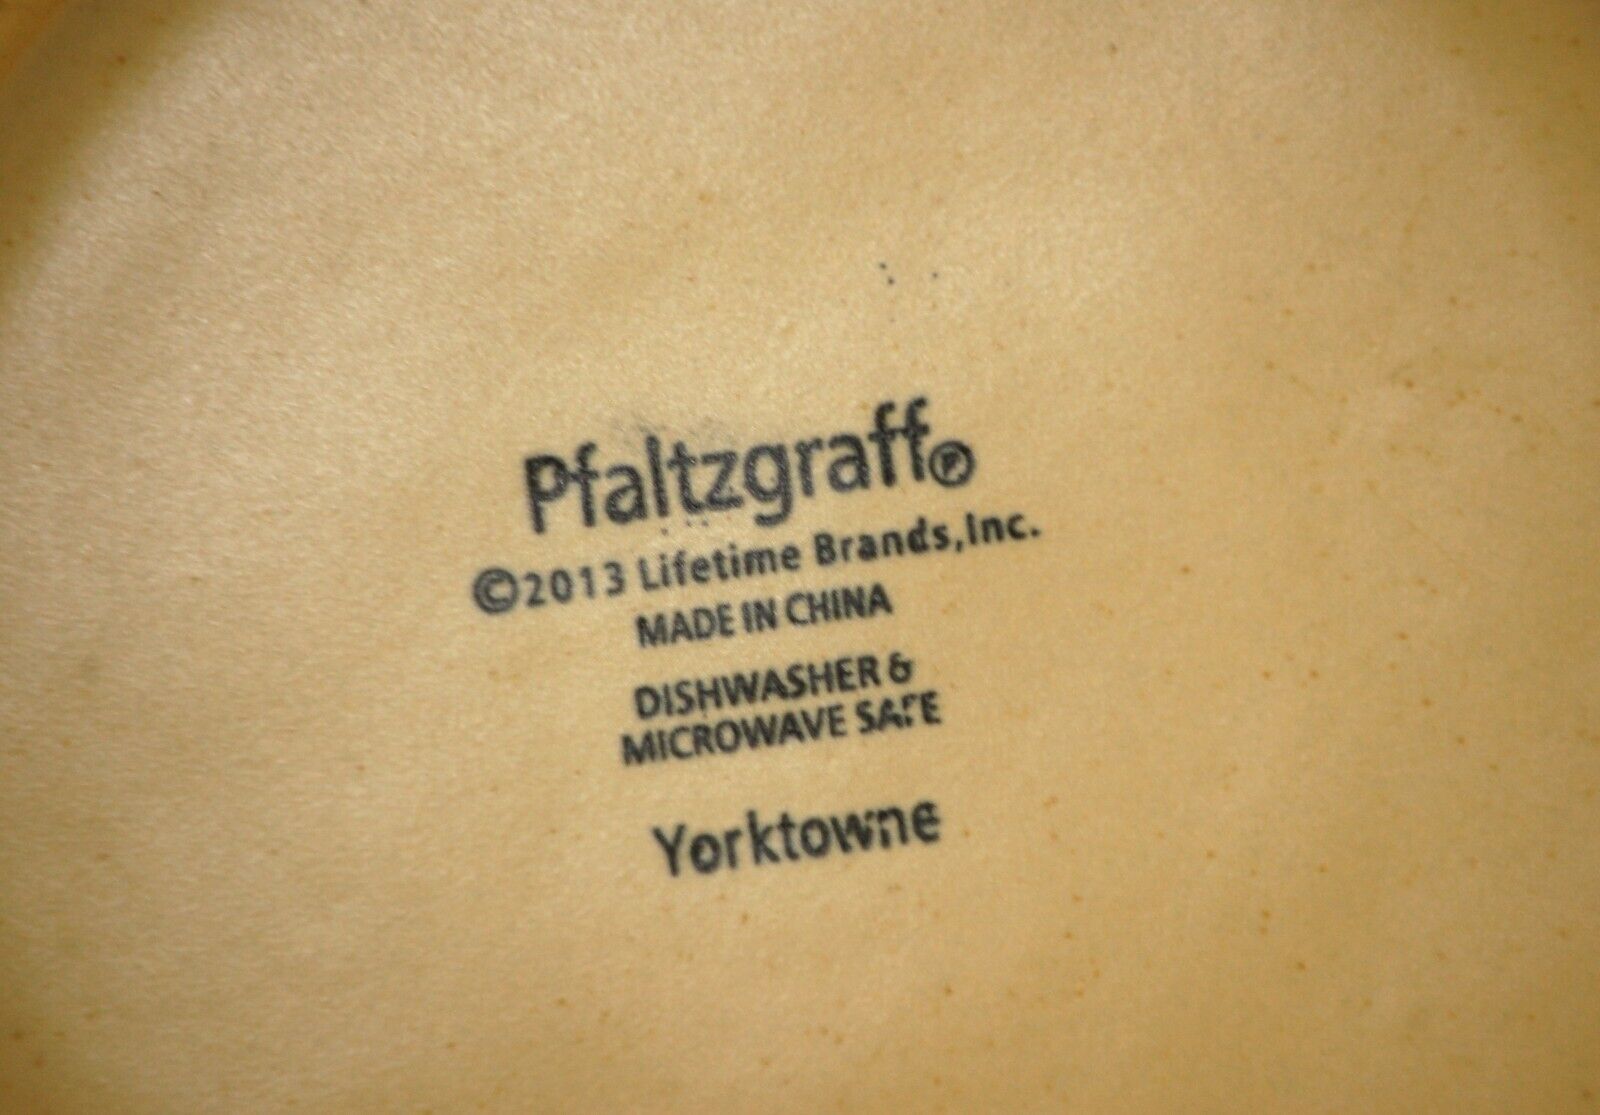 Pfaltzgraff®
©2013 Lifetime Brands,Inc.
MADE IN CHINA
DISHWASHER &
MICROWAVE SAFE
Yorktowne